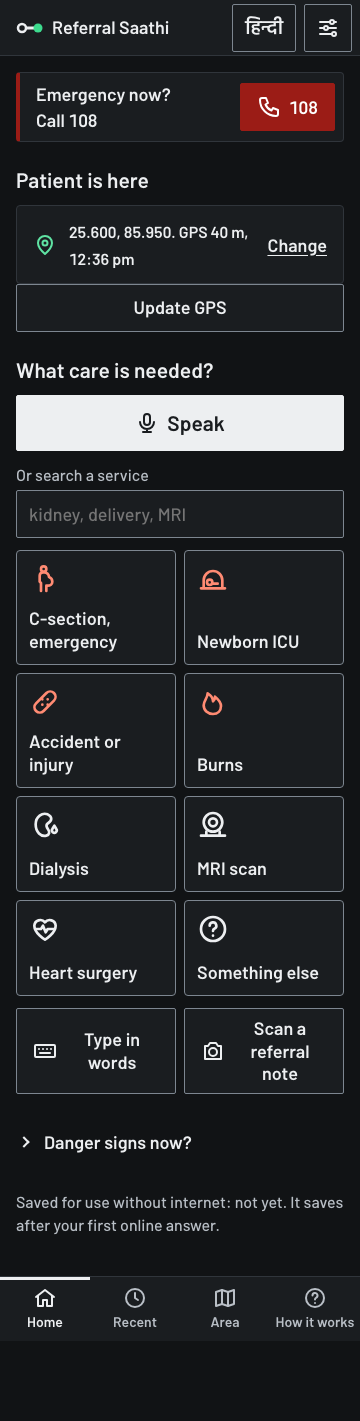 Referral Saathi
हिन्दी
Emergency now?
Call 108
108
Patient is here
25.600, 85.950. GPS 40 m,
12:36 pm
Change
Update GPS
What care is needed?
Speak
Or search a service
kidney, delivery, MRI
C-section,
emergency
Newborn ICU
Accident or
injury
Burns
Dialysis
MRI scan
Heart surgery
Something else
Type in
words
Scan a
referral
note
Danger signs now?
Saved for use without internet: not yet. It saves
after your first online answer.
Home
Recent
Area
How it works